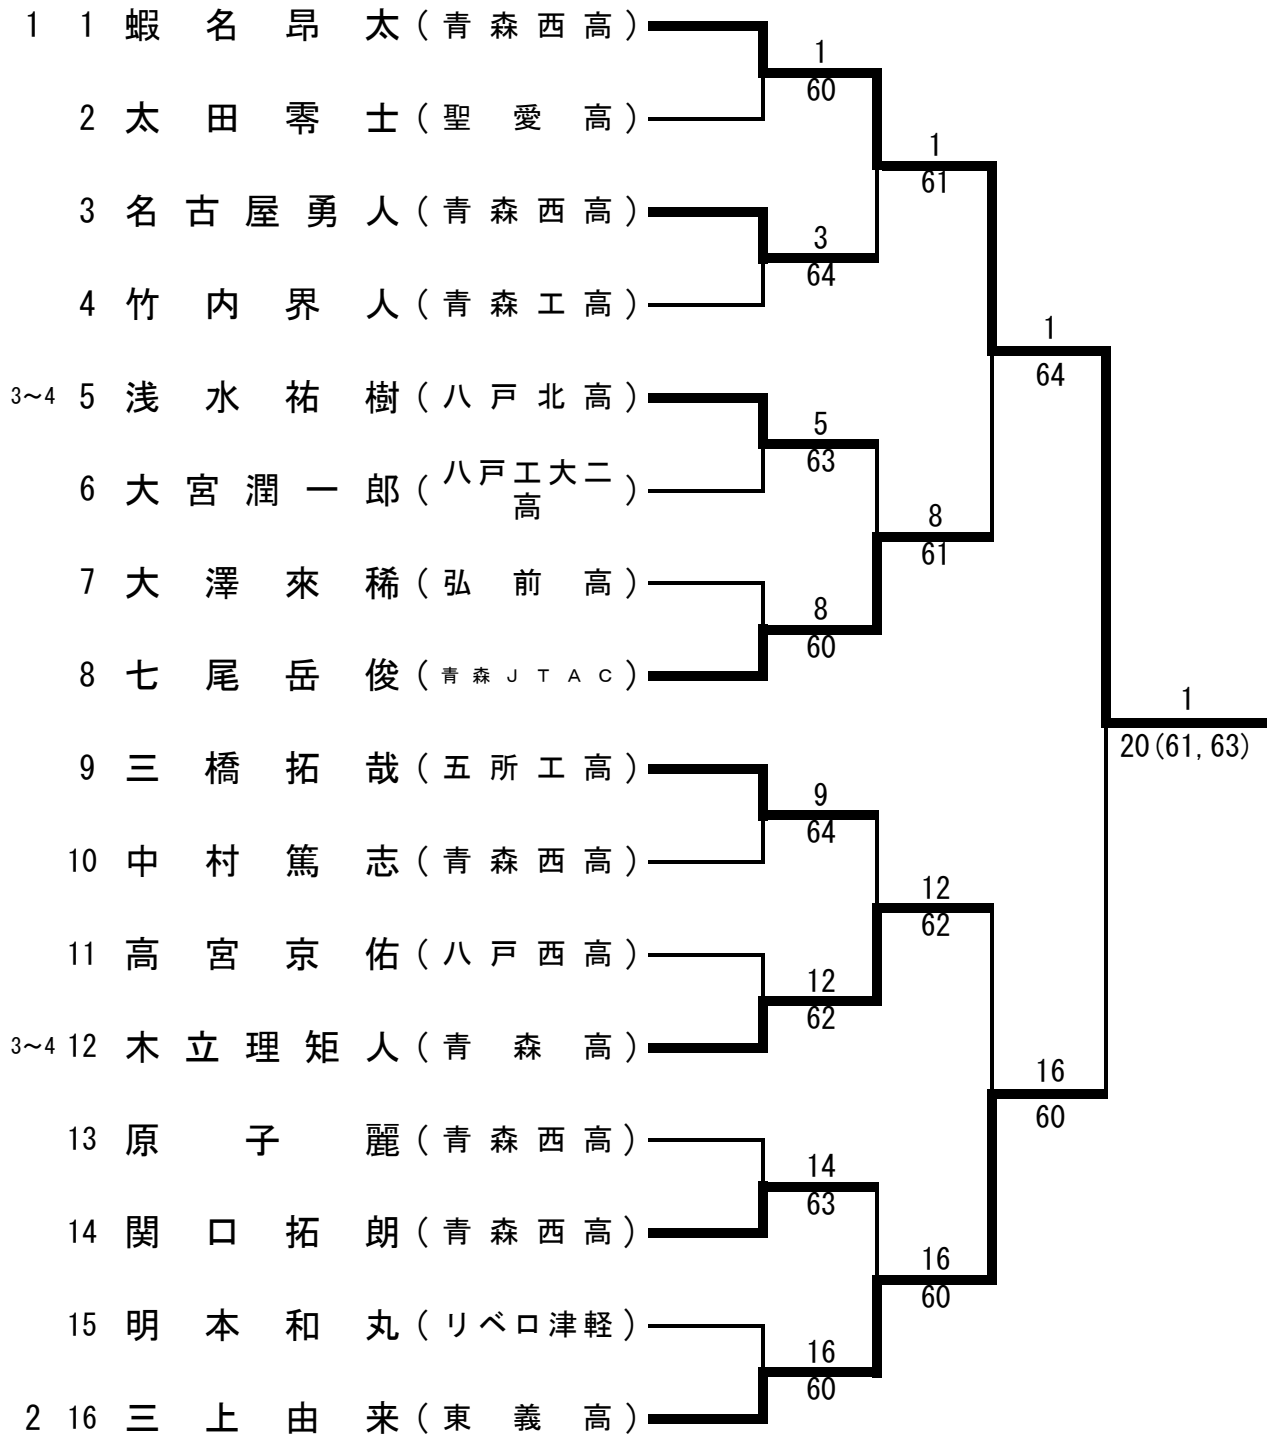 1 1 蝦名昂太(青森西高)
1
60
2 太田零士(聖愛高)
1
61
3 名古屋勇人(青森西高)
3
64
4 竹内界人(青森工高)
1
64
3~4 5 浅水祐樹(八戸北高)
5
63
6 大宮潤一郎(八戸工大二高)
8
61
7 大澤來稀(弘前高)
8
60
8 七尾岳俊(青森JTAC)
1
20(61,63)
9 三橋拓哉(五所工高)
9
64
10 中村篤志(青森西高)
12
62
11 高宮京佑(八戸西高)
12
62
3~4 12 木立理矩人(青森高)
16
60
13 原子麗(青森西高)
14
63
14 関口拓朗(青森西高)
16
60
15 明本和丸(リベロ津軽)
16
60
2 16 三上由来(東義高)